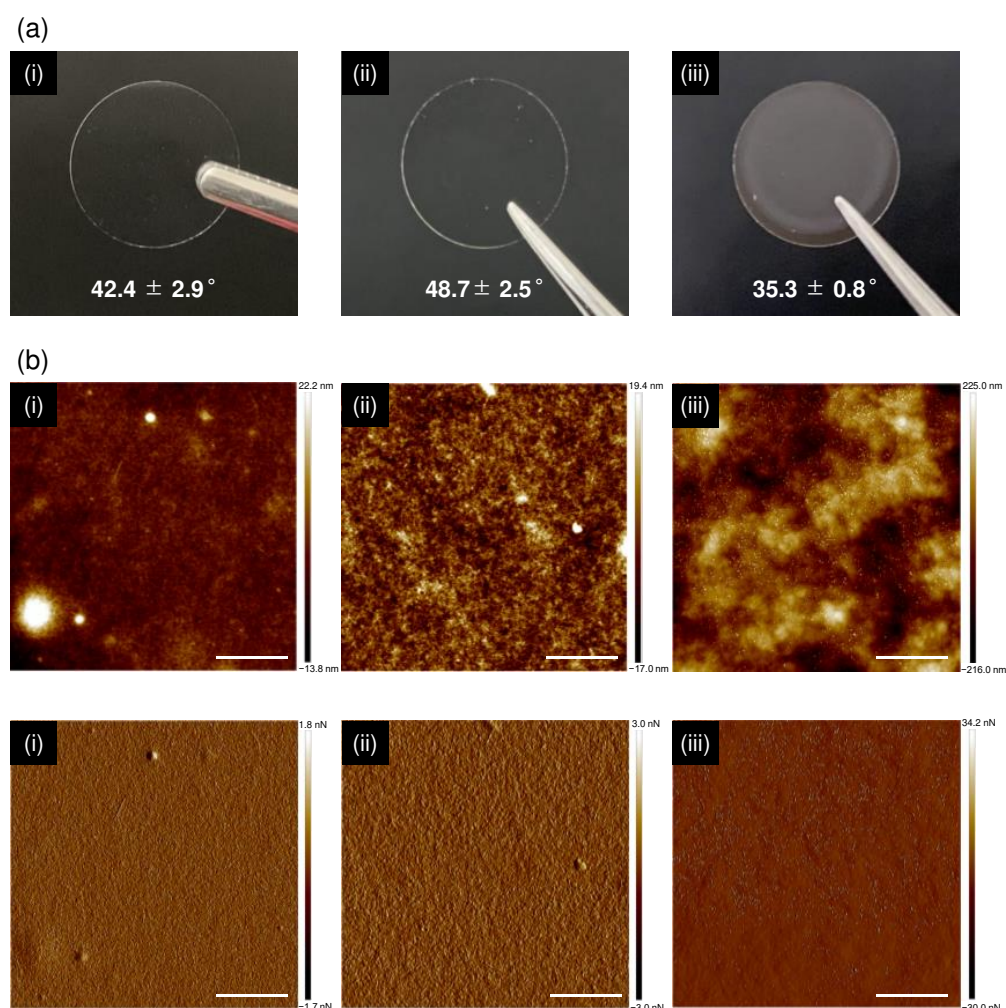 (a)
(i)
(ii)
(iii)
42.4 ± 2.9°
48.7 ± 2.5°
35.3 ± 0.8°
(b)
(i)
(ii)
(iii)
22.2 nm
19.4 nm
225.0 nm
−13.8 nm
−17.0 nm
−216.0 nm
(i)
(ii)
(iii)
1.8 nN
3.0 nN
34.2 nN
−1.7 nN
−3.0 nN
−30.0 nN